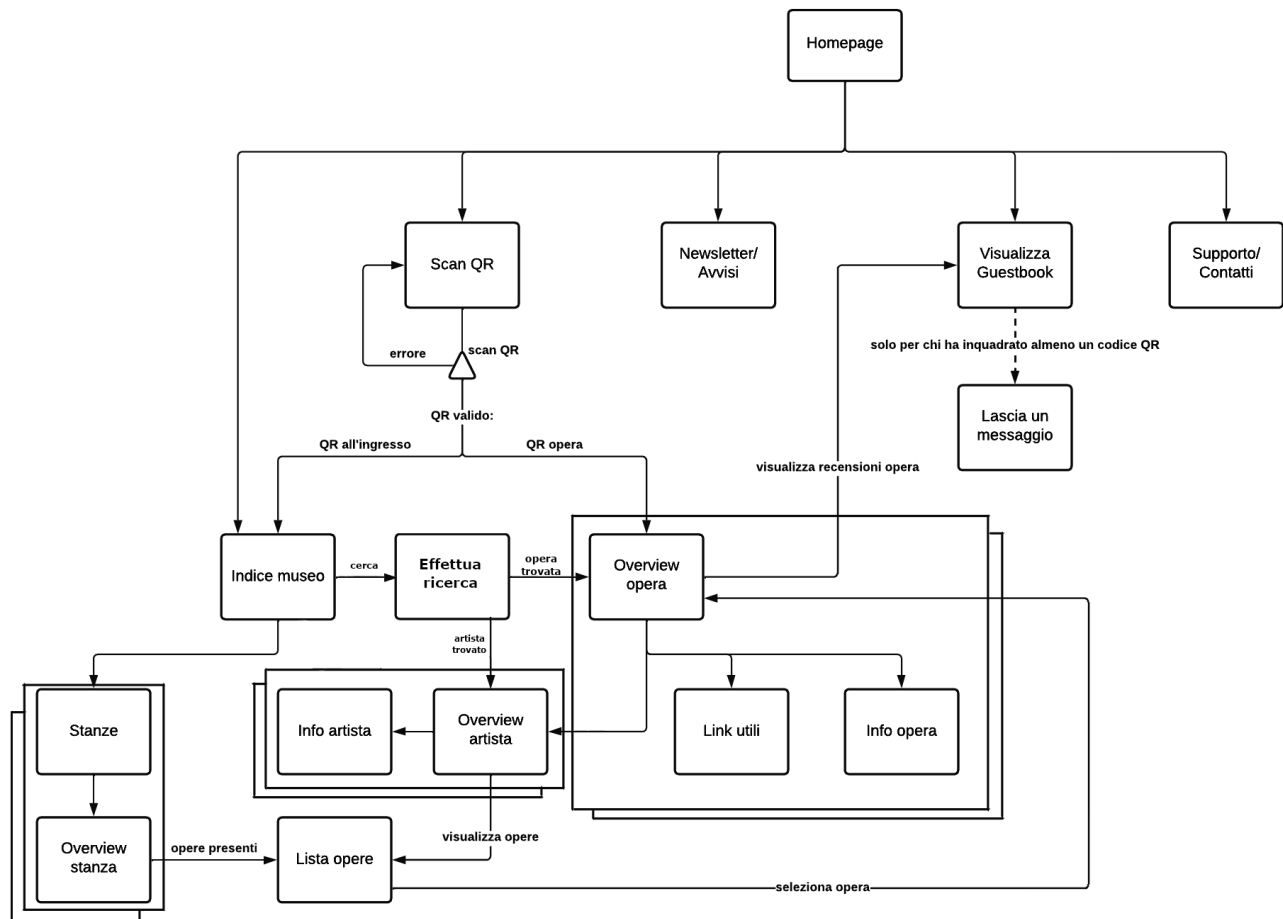 Homepage
Scan QR
Newsletter/
Avvisi
Visualizza
Guestbook
Supporto/
Contatti
errore
scan QR
solo per chi ha inquadrato almeno un codice QR
QR valido:
Lascia un
messaggio
QR all'ingresso
QR opera
visualizza recensioni opera
Indice museo
cerca
Effettua
ricerca
opera
trovata
Overview
opera
artista
trovato
Stanze
Info artista
Overview
artista
Link utili
Info opera
visualizza opere
Overview
stanza
opere presenti
Lista opere
seleziona opera